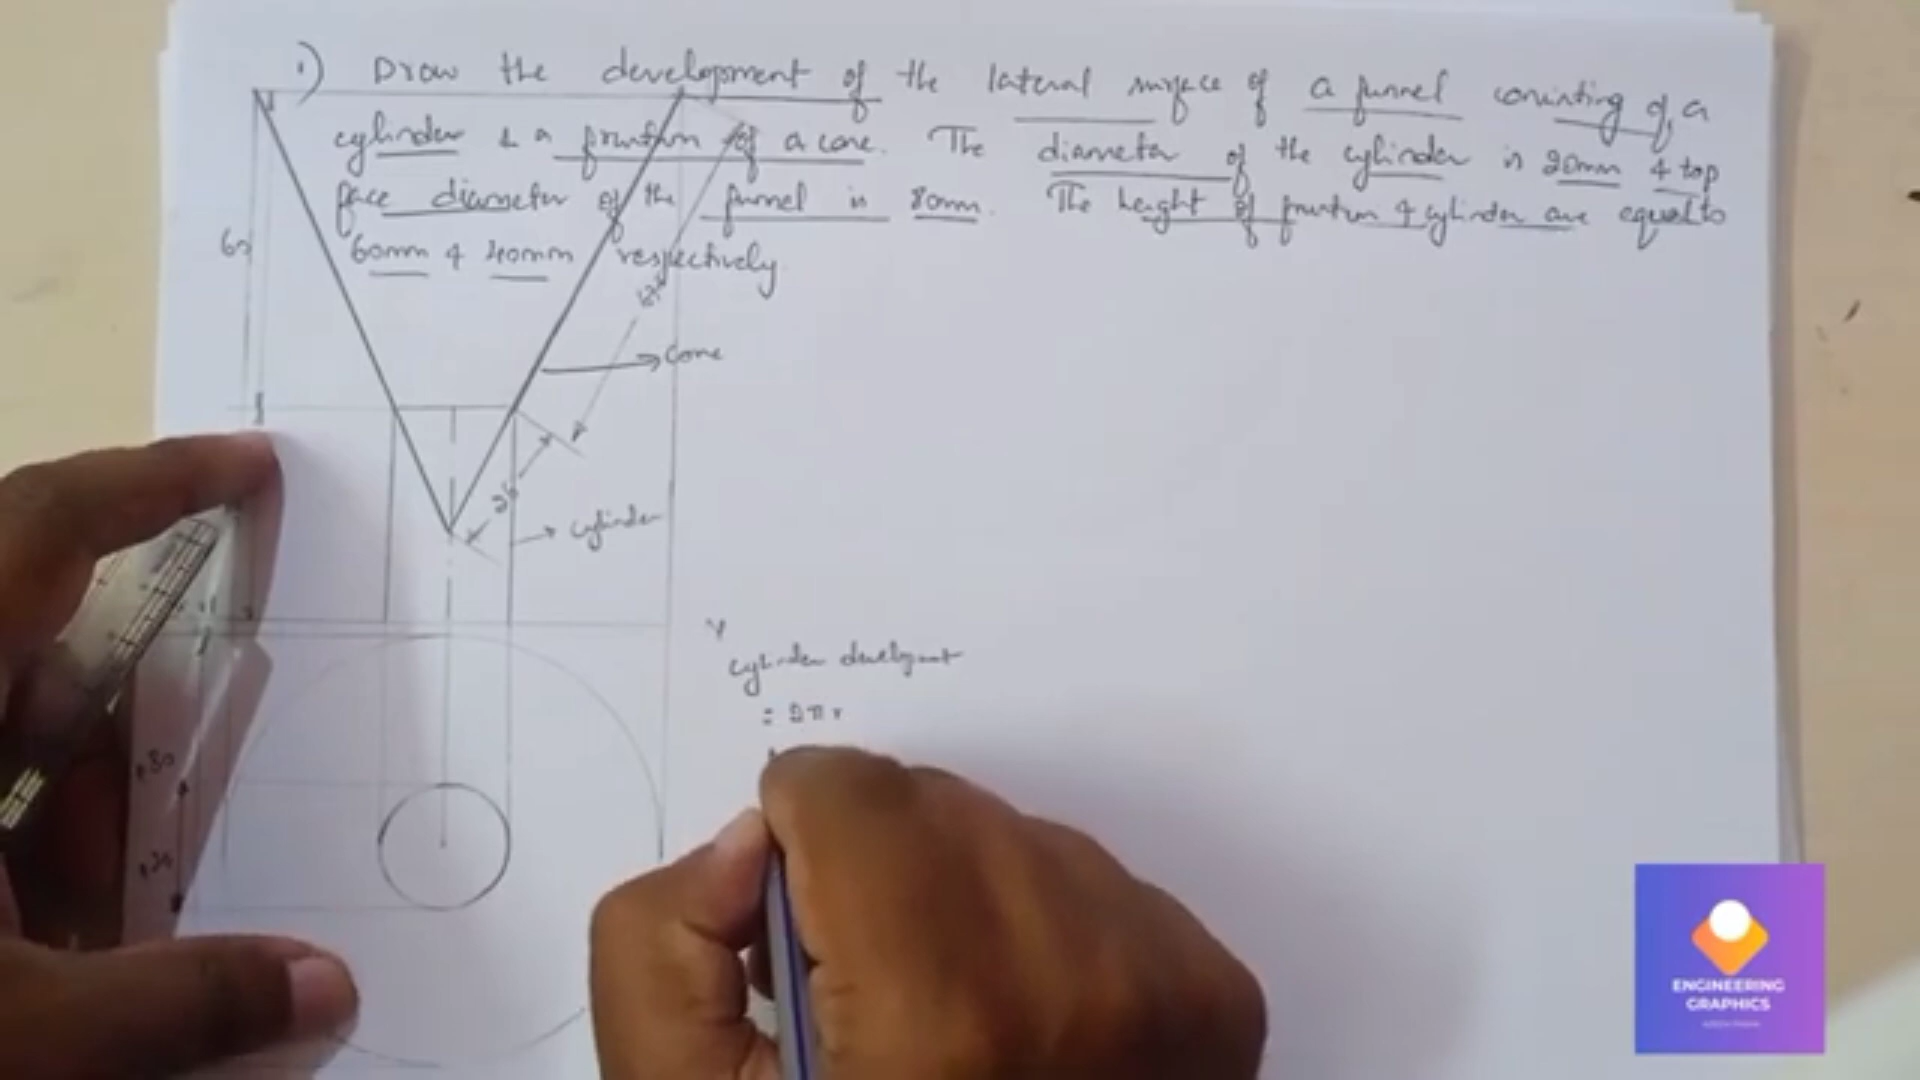 1) Draw the development of the lateral surface of a funnel consisting of a
cylinder & a frustum of a cone. The diameter of the cylinder is 20mm & top
face diameter of the funnel is 80mm. The height of frustum & cylinder are equal to
60mm & 40mm respectively.
60
Cone
cylinder
Y
cylinder development
= 2πr
ENGINEERING
GRAPHICS